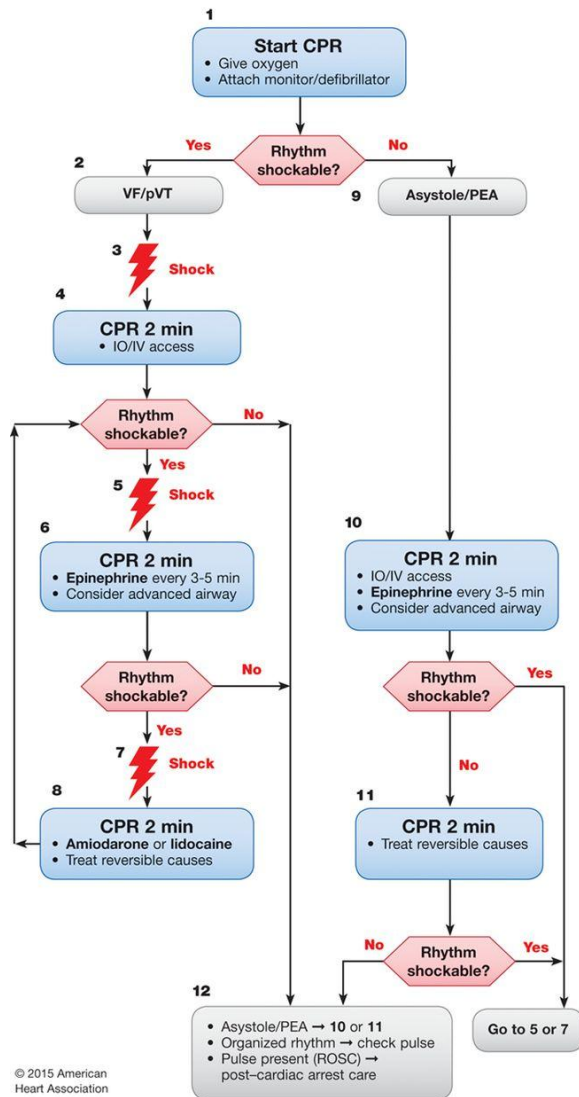 1
Start CPR
• Give oxygen
• Attach monitor/defibrillator
Rhythm
shockable?
Yes
No
2
VF/pVT
9
Asystole/PEA
3
Shock
4
CPR 2 min
• IO/IV access
Rhythm
shockable?
No
Yes
5
Shock
6
CPR 2 min
• Epinephrine every 3-5 min
• Consider advanced airway
Rhythm
shockable?
No
Yes
7
Shock
8
CPR 2 min
• Amiodarone or lidocaine
• Treat reversible causes
10
CPR 2 min
• IO/IV access
• Epinephrine every 3-5 min
• Consider advanced airway
Rhythm
shockable?
Yes
No
11
CPR 2 min
• Treat reversible causes
Rhythm
shockable?
No
Yes
12
• Asystole/PEA → 10 or 11
• Organized rhythm → check pulse
• Pulse present (ROSC) →
post–cardiac arrest care
Go to 5 or 7
© 2015 American
Heart Association